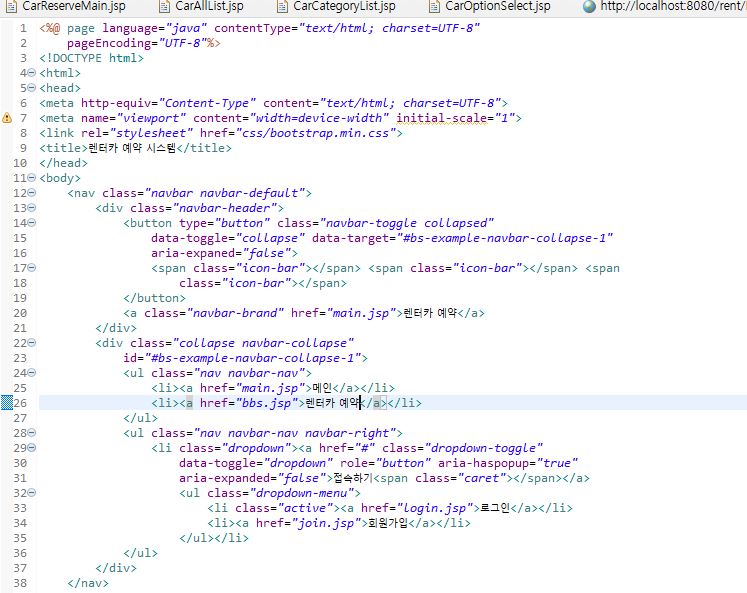 CarReserveMain.jsp CarAllList.jsp CarCategoryList.jsp CarOptionSelect.jsp http://localhost:8080/rent/
1 <%@ page language="java" contentType="text/html; charset=UTF-8"
2 pageEncoding="UTF-8"%>
3 <!DOCTYPE html>
4 <html>
5 <head>
6 <meta http-equiv="Content-Type" content="text/html; charset=UTF-8">
7 <meta name="viewport" content="width=device-width" initial-scale="1">
8 <link rel="stylesheet" href="css/bootstrap.min.css">
9 <title>렌터카 예약 시스템</title>
10 </head>
11 <body>
12 <nav class="navbar navbar-default">
13 <div class="navbar-header">
14 <button type="button" class="navbar-toggle collapsed"
15 data-toggle="collapse" data-target="#bs-example-navbar-collapse-1"
16 aria-expaned="false">
17 <span class="icon-bar"></span> <span class="icon-bar"></span> <span
18 class="icon-bar"></span>
19 </button>
20 <a class="navbar-brand" href="main.jsp">렌터카 예약</a>
21 </div>
22 <div class="collapse navbar-collapse"
23 id="#bs-example-navbar-collapse-1">
24 <ul class="nav navbar-nav">
25 <li><a href="main.jsp">메인</a></li>
26 <li><a href="bbs.jsp">렌터카 예약</a></li>
27 </ul>
28 <ul class="nav navbar-nav navbar-right">
29 <li class="dropdown"><a href="#" class="dropdown-toggle"
30 data-toggle="dropdown" role="button" aria-haspopup="true"
31 aria-expanded="false">접속하기<span class="caret"></span></a>
32 <ul class="dropdown-menu">
33 <li class="active"><a href="login.jsp">로그인</a></li>
34 <li><a href="join.jsp">회원가입</a></li>
35 </ul></li>
36 </ul>
37 </div>
38 </nav>